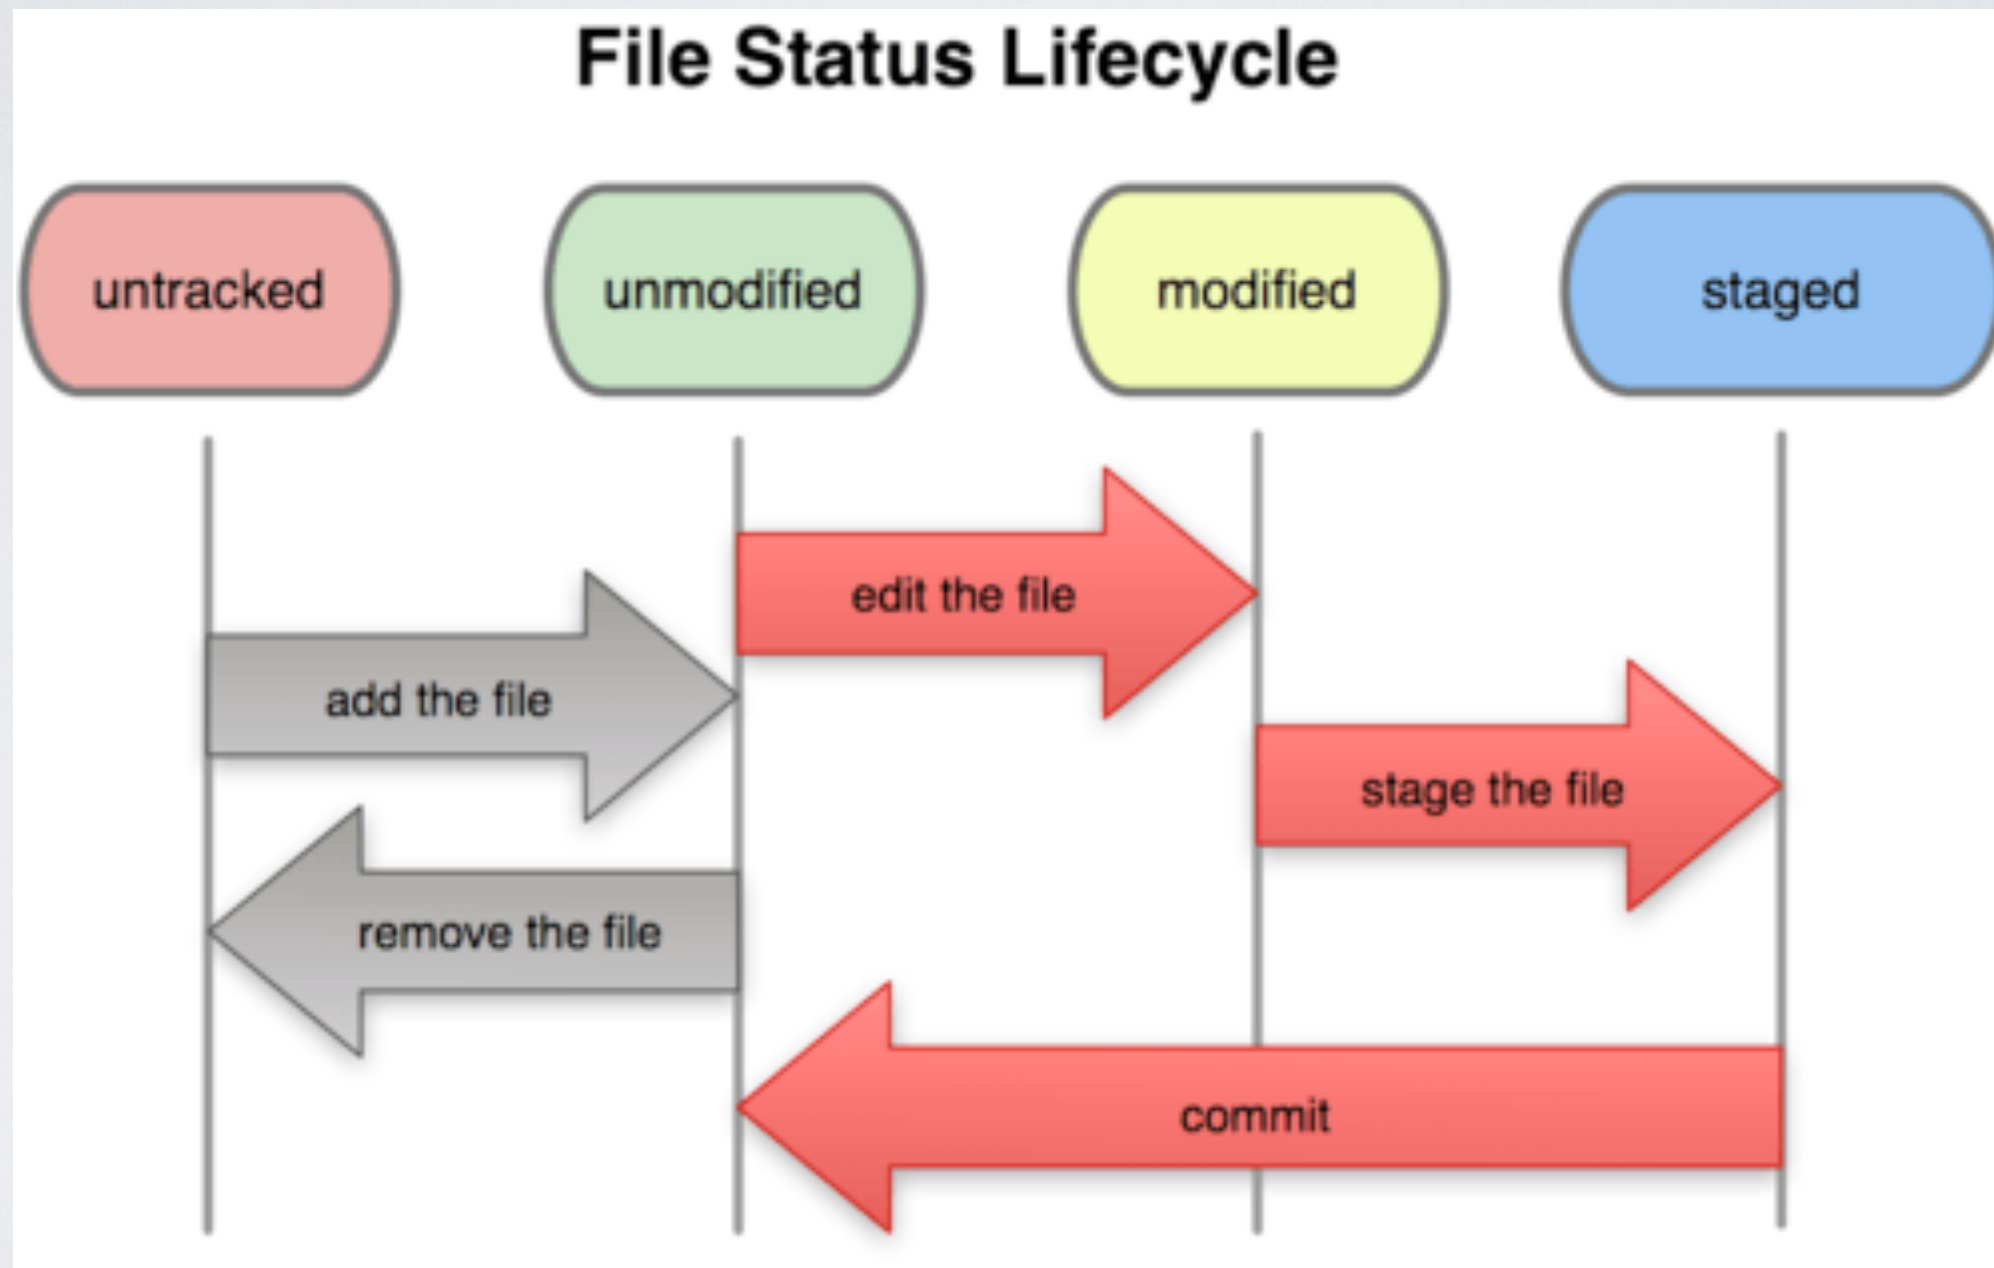 File Status Lifecycle
untracked
unmodified
modified
staged
edit the file
add the file
stage the file
remove the file
commit